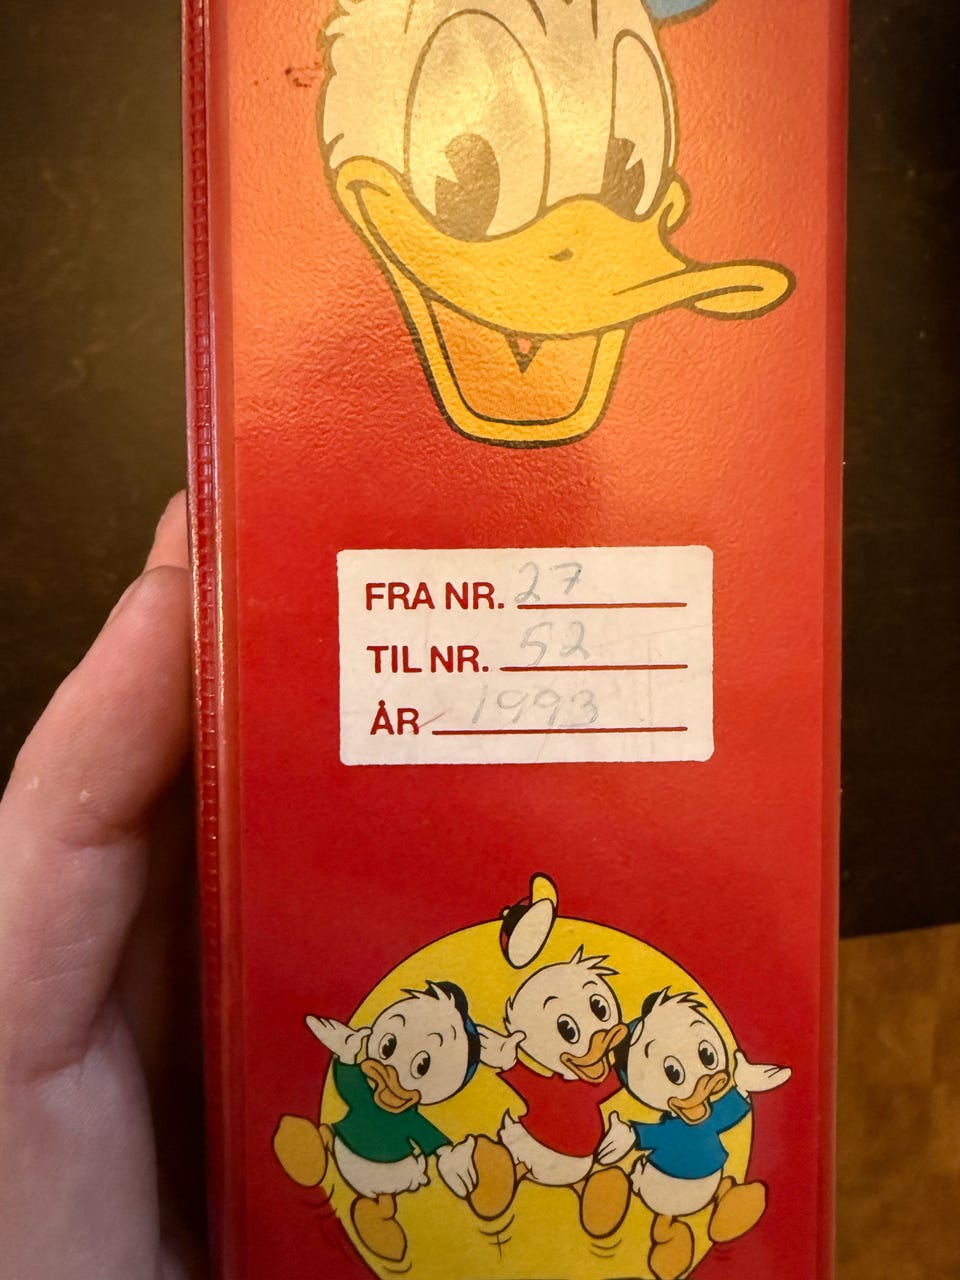 FRA NR. 27
TIL NR. 52
ÅR 1993